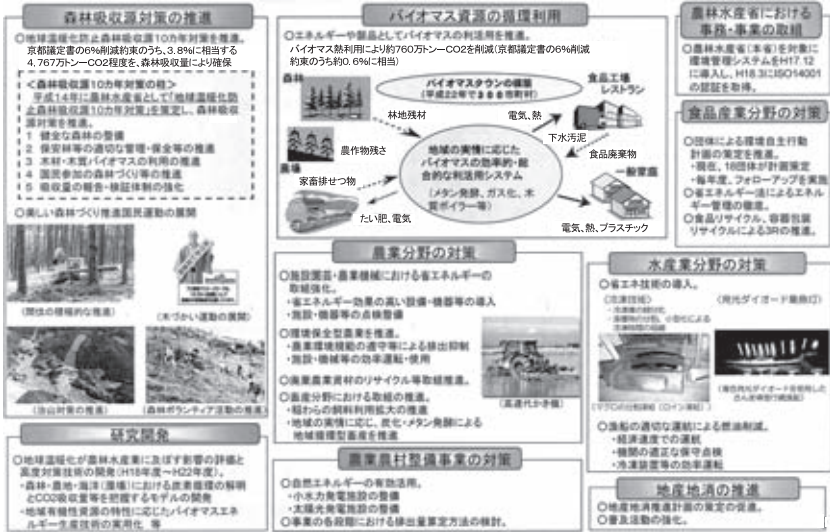 森林吸収源対策の推進
○地球温暖化防止森林吸収源10カ年対策を推進。
京都議定書の6%削減約束のうち、3.8%に相当する
4,767万トンーCO2程度を、森林吸収量により確保
<森林吸収源10カ年対策の柱>
平成14年に農林水産省として「地球温暖化防
止森林吸収源10カ年対策」を策定し、森林吸収
源対策を推進。
1 健全な森林の整備
2 保安林等の適切な管理・保全等の推進
3 木材・木質バイオマスの利用の推進
4 国民参加の森林づくり等の推進
5 吸収量の報告・検証体制の強化
○美しい森林づくり推進国民運動の展開
(間伐の積極的な推進)
(木づかい運動の展開)
(治山対策の推進)
(森林ボランティア活動の推進)
研究開発
○地球温暖化が農林水産業に及ぼす影響の評価と
高度対策技術の開発(H18年度~H22年度)。
・森林・農地・海洋(藻場)における炭素循環の解明
とCO2吸収量等を把握するモデルの開発
・地域有機性資源の特性に応じたバイオマスエネ
ルギー生産技術の実用化 等
バイオマス資源の循環利用
○エネルギーや製品としてバイオマスの利活用を推進。
バイオマス熱利用により約760万トンーCO2を削減(京都議定書の6%削減
約束のうち約0.6%に相当)
バイオマスタウンの構築
(平成22年で300市町村)
森林
林地残材
農作物残さ
農場
家畜排せつ物
たい肥、電気
地域の実情に応じた
バイオマスの効率的・総
合的な利活用システム
(メタン発酵、ガス化、木
質ボイラー等)
電気、熱
食品工場
レストラン
下水汚泥
食品廃棄物
一般家庭
電気、熱、プラスチック
農業分野の対策
○施設園芸・農業機械における省エネルギーの
取組強化。
・省エネルギー効果の高い設備・機器等の導入
・施設・機器等の点検整備
○環境保全型農業を推進。
・農業環境規範の遵守等による排出抑制
・施設・機械等の効率運転・使用
○廃棄農業資材のリサイクル等取組推進。
○畜産分野における取組の推進。
・稲わらの飼料利用拡大の推進
・地域の実情に応じ、炭化・メタン発酵による
地域循環型畜産を推進
(高速代かき機)
農業農村整備事業の対策
○自然エネルギーの有効活用。
・小水力発電施設の整備
・太陽光発電施設の整備
○事業の各段階における排出量算定方法の検討。
農林水産省における
事務・事業の取組
○農林水産省(本省)を対象に
環境管理システムをH17.12
に導入し、H18.3にISO14001
の認証を取得。
食品産業分野の対策
○団体による環境自主行動
計画の策定を推進。
・現在、18団体が計画策定
・毎年度、フォローアップを実施
○省エネルギー法によるエネル
ギー管理の徹底。
○食品リサイクル、容器包装
リサイクルによる3Rの推進。
水産業分野の対策
○省エネ技術の導入。
(冷凍技術)
(発光ダイオード集魚灯)
(マグロの分割凍結(ロイン凍結))
○漁船の適切な運航による燃油削減。
・経済速度での運航
・機関の適正な保守点検
・冷凍装置等の効率運転
地産地消の推進
○地産地消推進計画の策定の促進。
○普及活動の強化。